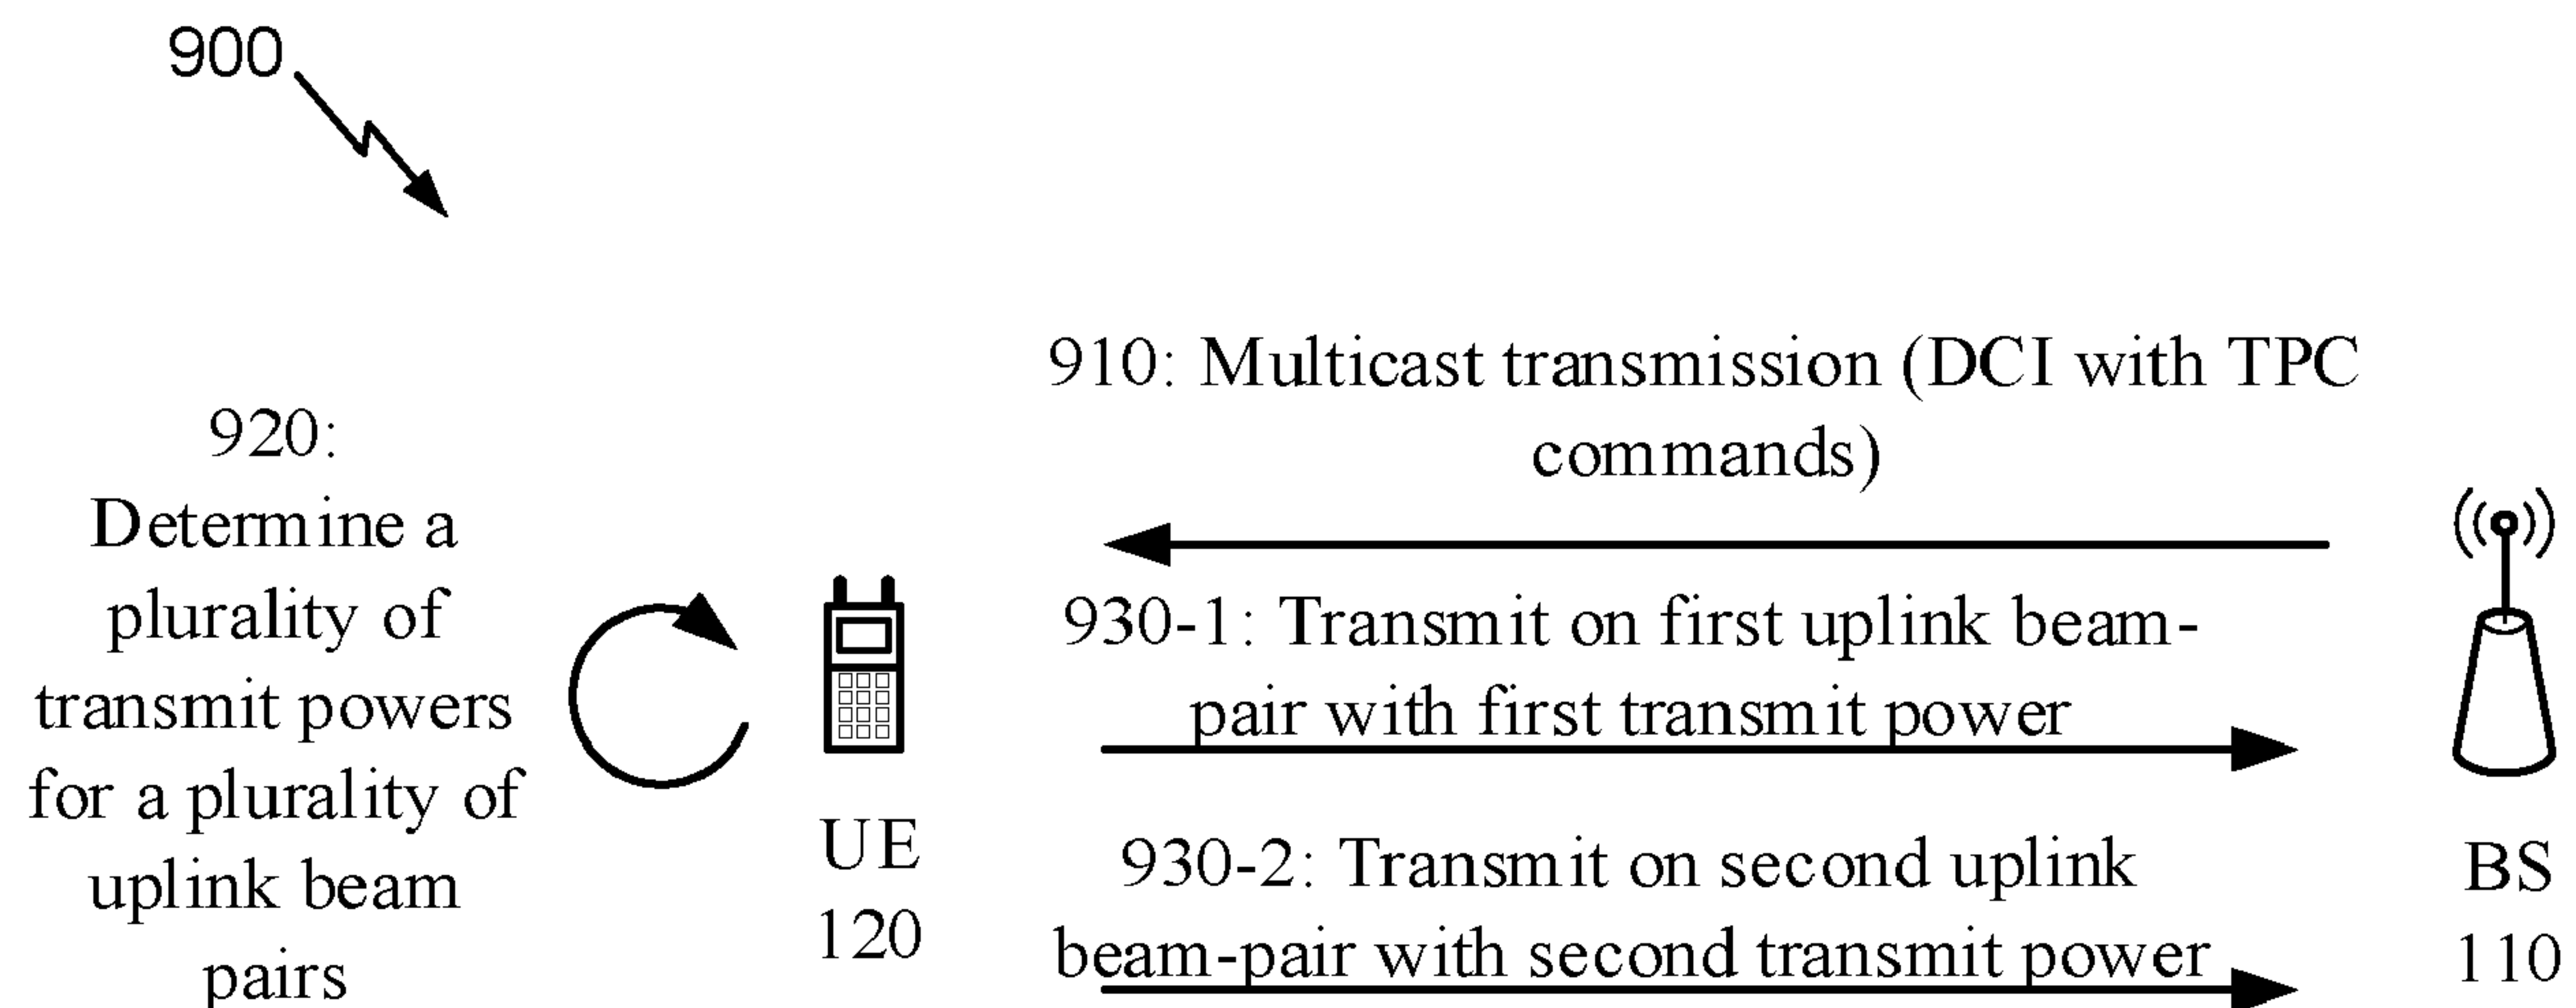 900
910: Multicast transmission (DCI with TPC
commands)
920:
Determine a
plurality of
transmit powers
for a plurality of
uplink beam
pairs
930-1: Transmit on first uplink beam-
pair with first transmit power
UE
120
930-2: Transmit on second uplink
beam-pair with second transmit power
BS
110